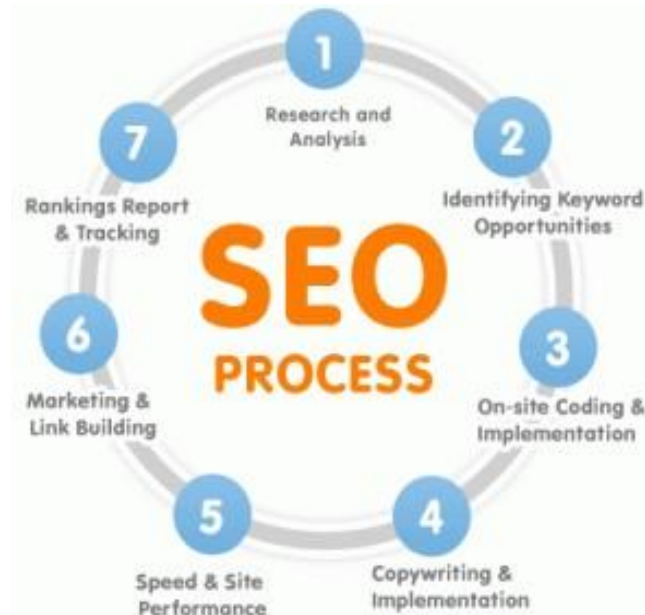 1
Research and
Analysis
2
Identifying Keyword
Opportunities
3
On-site Coding &
Implementation
4
Copywriting &
Implementation
5
Speed & Site
Performance
6
Marketing &
Link Building
7
Rankings Report
& Tracking
SEO
PROCESS